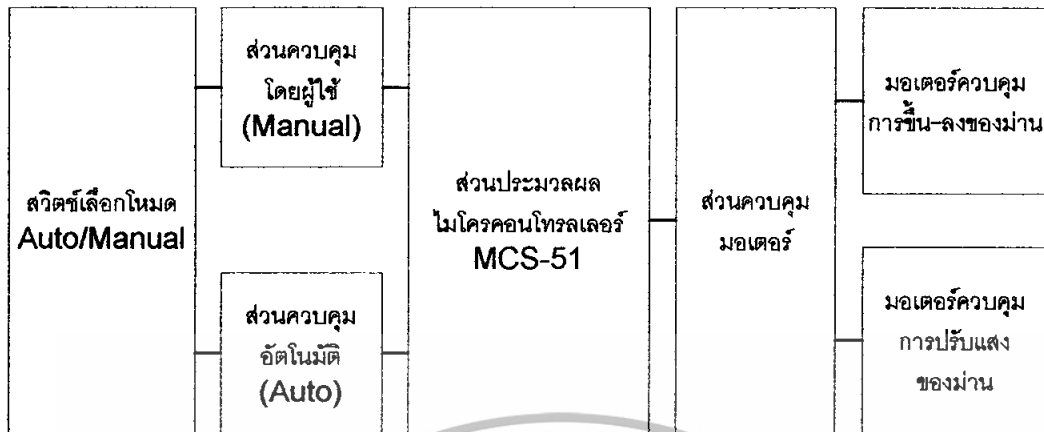 สวิตช์เลือกโหมด
Auto/Manual
ส่วนควบคุม
โดยผู้ใช้
(Manual)
ส่วนควบคุม
อัตโนมัติ
(Auto)
ส่วนประมวลผล
ไมโครคอนโทรลเลอร์
MCS-51
ส่วนควบคุม
มอเตอร์
มอเตอร์ควบคุม
การขึ้น-ลงของม่าน
มอเตอร์ควบคุม
การปรับแสง
ของม่าน